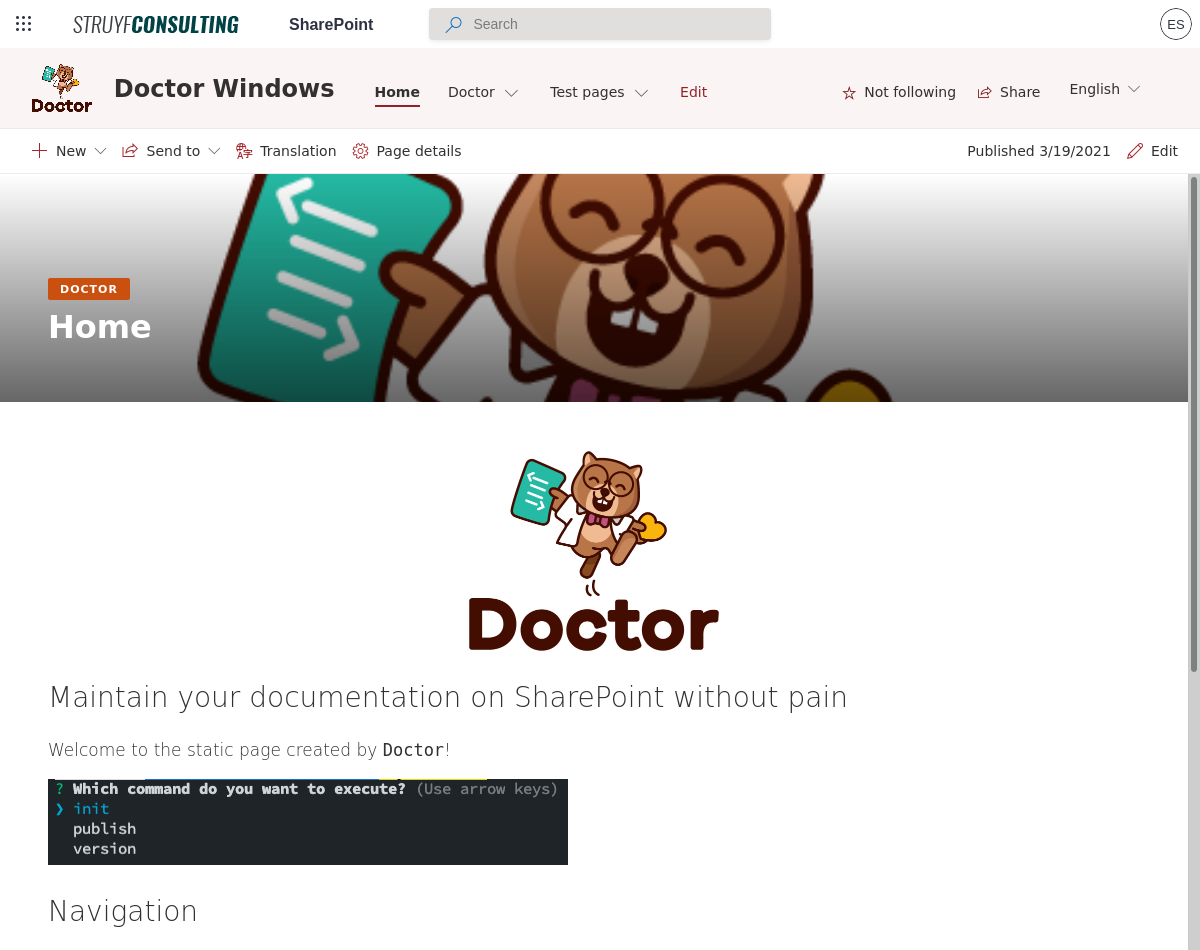 STRUYFCONSULTING SharePoint Search ES
Doctor Doctor Windows Home Doctor Test pages Edit Not following Share English
New Send to Translation Page details Published 3/19/2021 Edit
DOCTOR
Home
Doctor
Maintain your documentation on SharePoint without pain
Welcome to the static page created by Doctor!
? Which command do you want to execute? (Use arrow keys)
❯ init
publish
version
Navigation